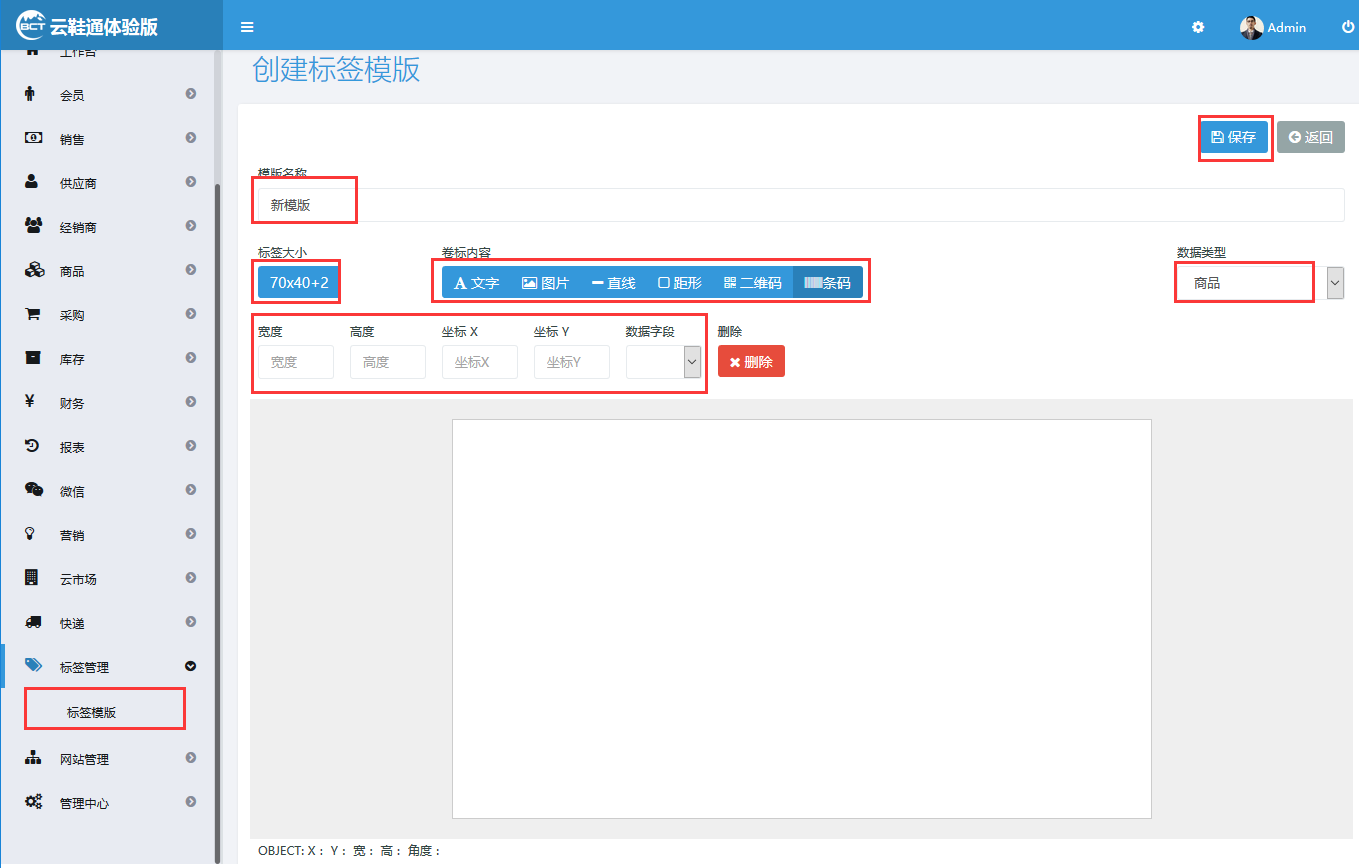 BCT 云鞋通体验版
Admin
工作台
会员
销售
供应商
经销商
商品
采购
库存
财务
报表
微信
营销
云市场
快递
标签管理
标签模版
网站管理
管理中心
创建标签模版
保存 返回
模版名称
新模版
标签大小 卷标内容 数据类型
70x40+2 A 文字 图片 直线 距形 二维码 条码 商品
宽度 高度 坐标 X 坐标 Y 数据字段 删除
宽度 高度 坐标X 坐标Y 删除
OBJECT: X： Y： 宽： 高： 角度：